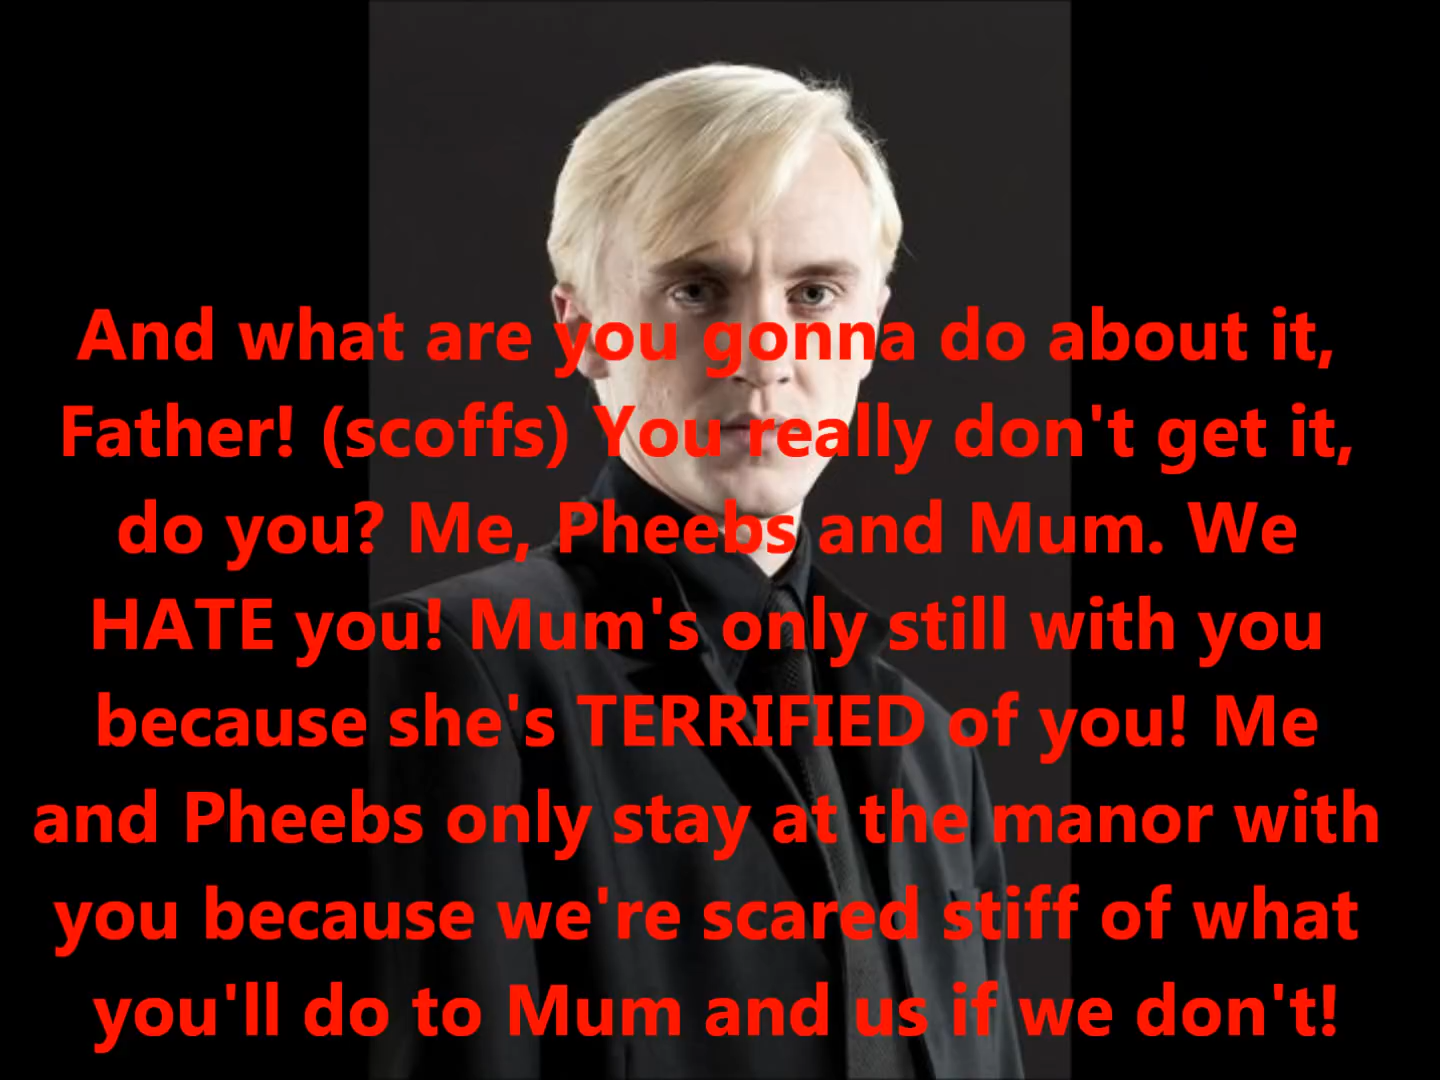 And what are you gonna do about it,
Father! (scoffs) You really don't get it,
do you? Me, Pheebs and Mum. We
HATE you! Mum's only still with you
because she's TERRIFIED of you! Me
and Pheebs only stay at the manor with
you because we're scared stiff of what
you'll do to Mum and us if we don't!